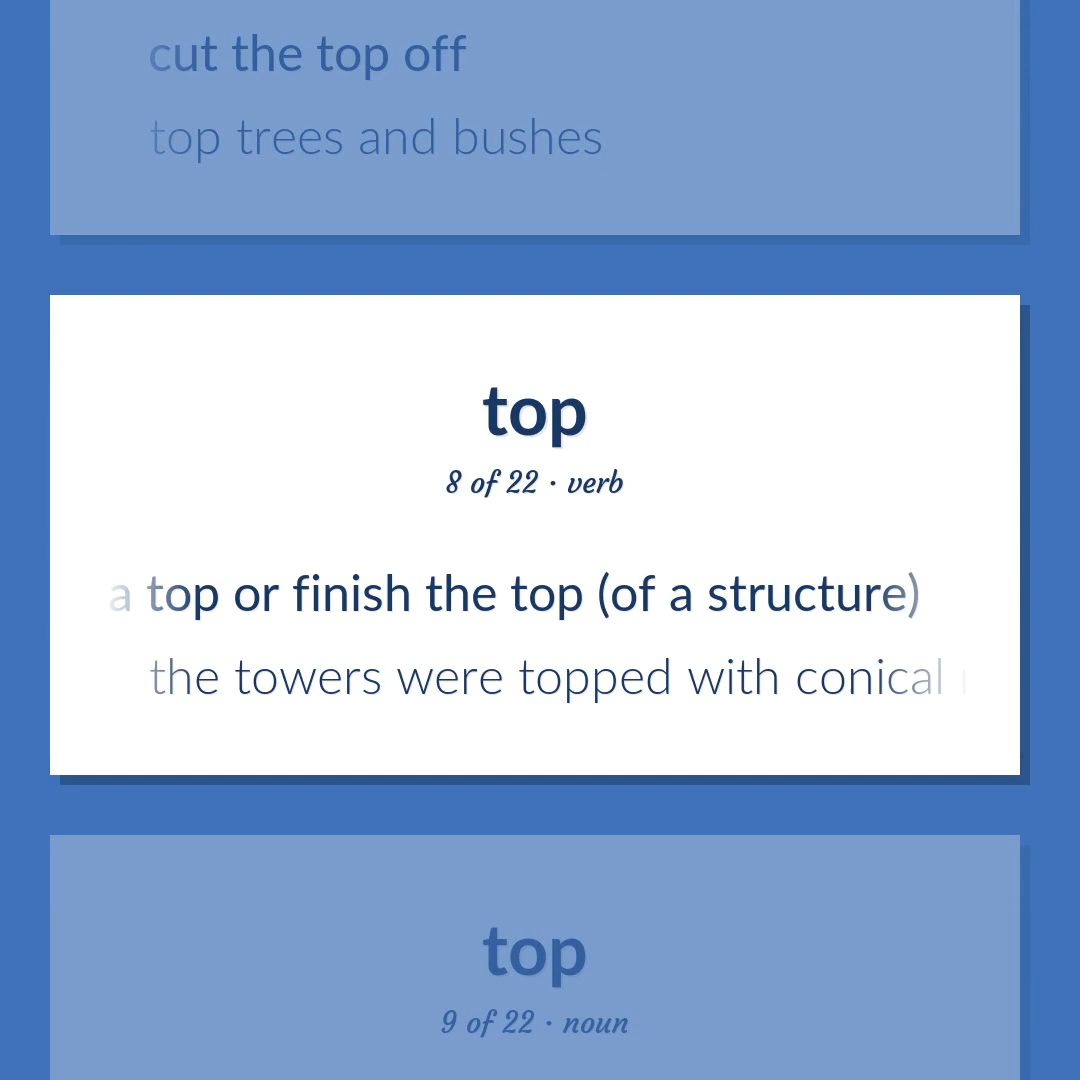 cut the top off
top trees and bushes
top
8 of 22 · verb
a top or finish the top (of a structure)
the towers were topped with conical
top
9 of 22 · noun